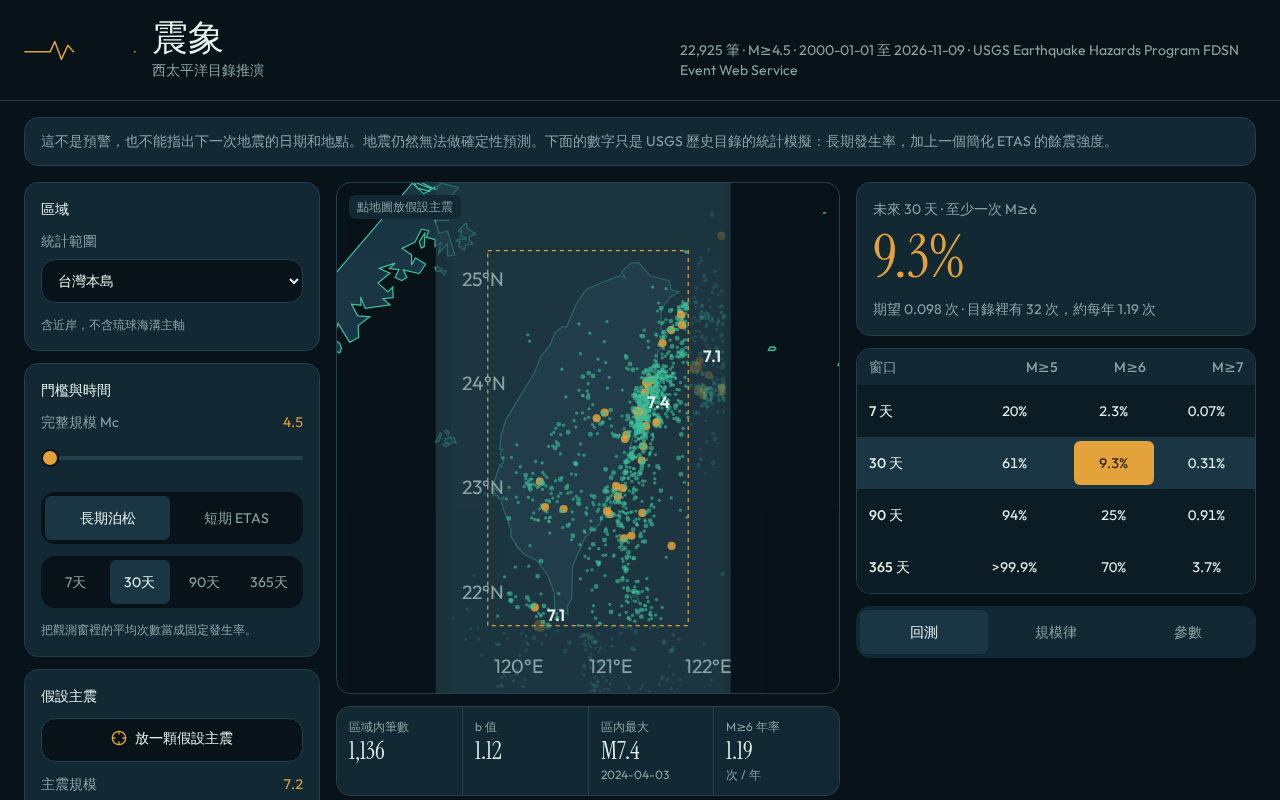 震象
西太平洋目錄推演
22,925 筆 · M≥4.5 · 2000-01-01 至 2026-11-09 · USGS Earthquake Hazards Program FDSN
Event Web Service
這不是預警，也不能指出下一次地震的日期和地點。地震仍然無法做確定性預測。下面的數字只是 USGS 歷史目錄的統計模擬：長期發生率，加上一個簡化 ETAS 的餘震強度。
區域
統計範圍
台灣本島
含近岸，不含琉球海溝主軸
門檻與時間
完整規模 Mc
4.5
長期泊松
短期 ETAS
7天
30天
90天
365天
把觀測窗裡的平均次數當成固定發生率。
假設主震
放一顆假設主震
主震規模
7.2
點地圖放假設主震
25°N
24°N
23°N
22°N
120°E
121°E
122°E
7.1
7.4
7.1
區域內筆數
1,136
b 值
1.12
區內最大
M7.4
2024-04-03
M≥6 年率
1.19
次 / 年
未來 30 天 · 至少一次 M≥6
9.3%
期望 0.098 次 · 目錄裡有 32 次，約每年 1.19 次
窗口 M≥5 M≥6 M≥7
7 天 20% 2.3% 0.07%
30 天 61% 9.3% 0.31%
90 天 94% 25% 0.91%
365 天 >99.9% 70% 3.7%
回測
規模律
參數